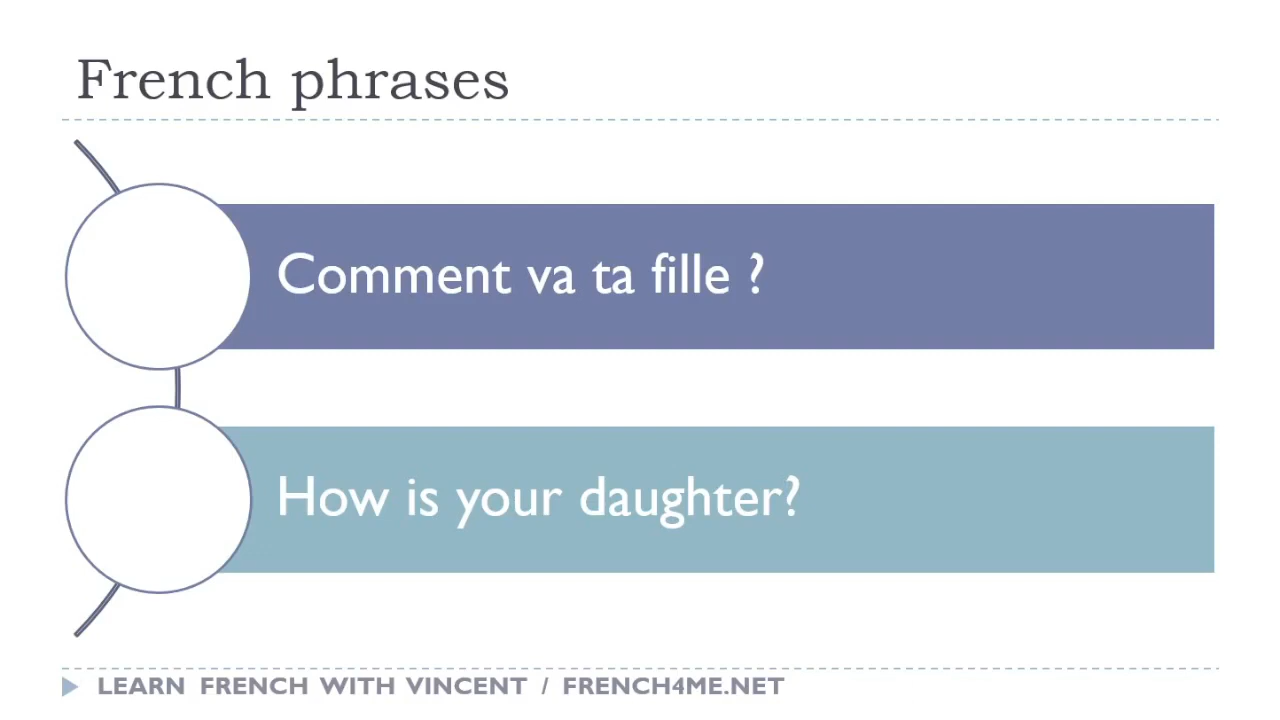 French phrases
Comment va ta fille ?
How is your daughter?
LEARN FRENCH WITH VINCENT / FRENCH4ME.NET